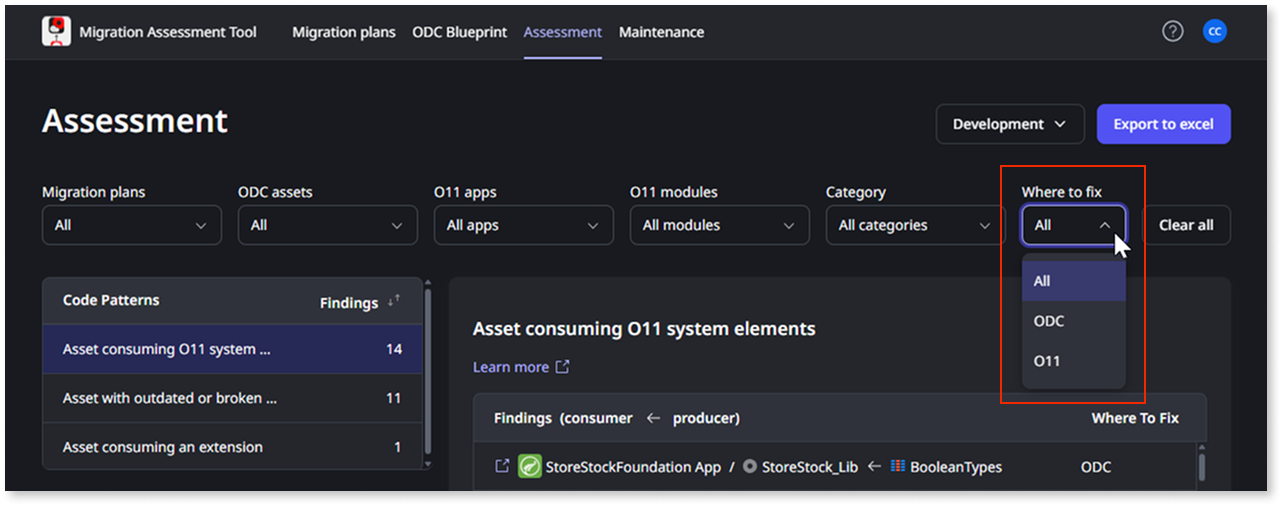 Migration Assessment Tool Migration plans ODC Blueprint Assessment Maintenance ? CC
Assessment Development Export to excel
Migration plans ODC assets O11 apps O11 modules Category Where to fix
All All All apps All modules All categories All Clear all
All
ODC
O11
Code Patterns Findings
Asset consuming O11 system ... 14
Asset with outdated or broken ... 11
Asset consuming an extension 1
Asset consuming O11 system elements
Learn more
Findings (consumer ← producer) Where To Fix
StoreStockFoundation App / StoreStock_Lib ← BooleanTypes ODC